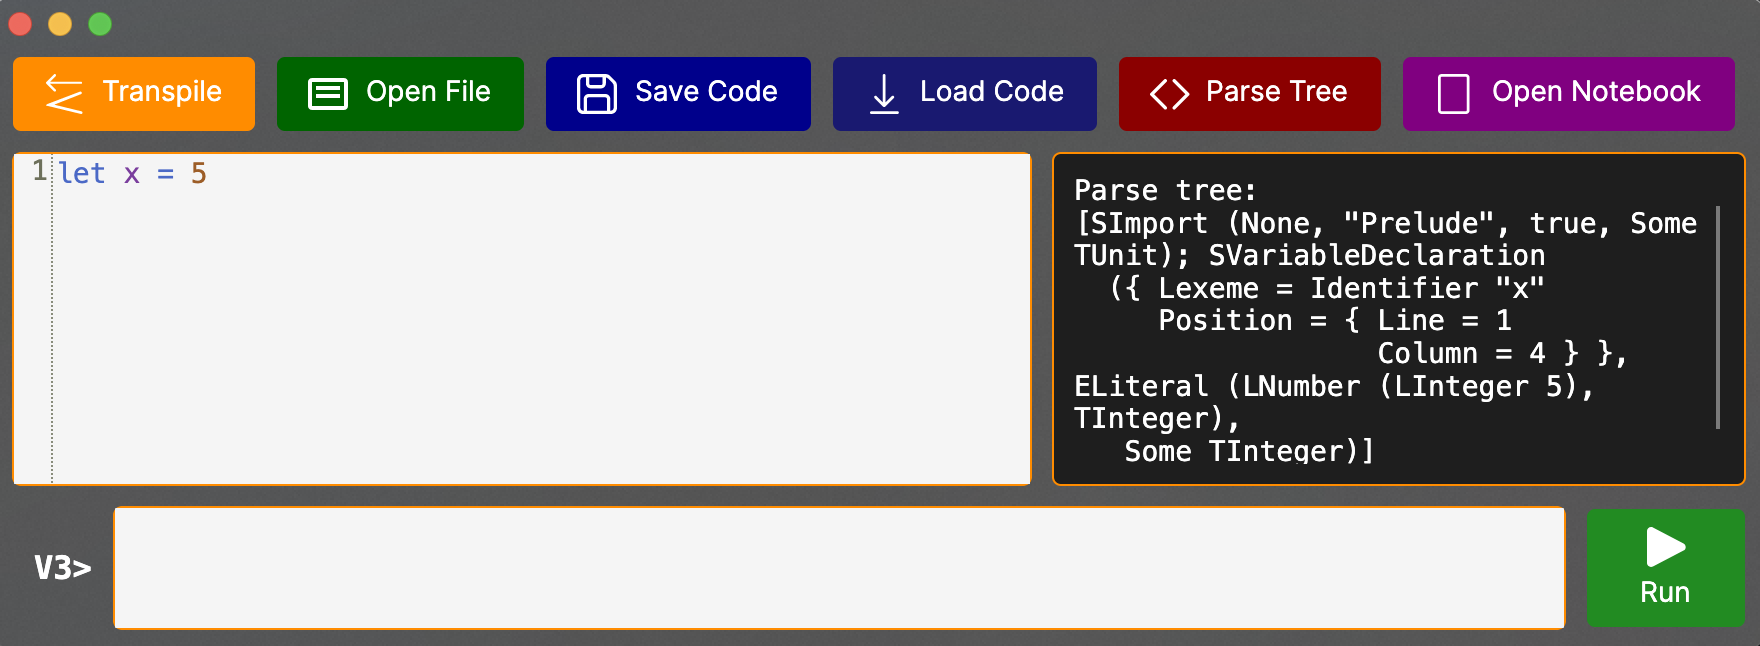 Transpile
Open File
Save Code
Load Code
Parse Tree
Open Notebook
1 let x = 5
Parse tree:
[SImport (None, "Prelude", true, Some
TUnit); SVariableDeclaration
  ({ Lexeme = Identifier "x"
     Position = { Line = 1
                  Column = 4 } },
ELiteral (LNumber (LInteger 5),
TInteger),
   Some TInteger)]
V3>
Run